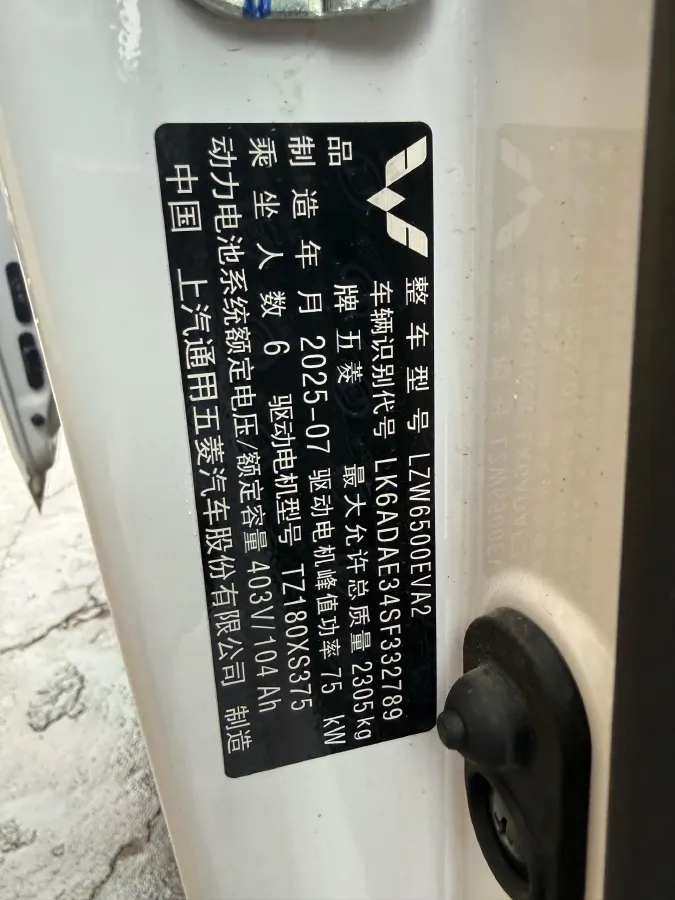 整车型号 LZW6500EVA2
车辆识别代号 LK6ADAE34SF332789
品牌 五菱 最大允许总质量 2305kg
制造年月 2025-07 驱动电机峰值功率 75 kW
乘坐人数 6 驱动电机型号 TZ180XS375
动力电池系统额定电压/额定容量 403V/104Ah
中国 上汽通用五菱汽车股份有限公司 制造